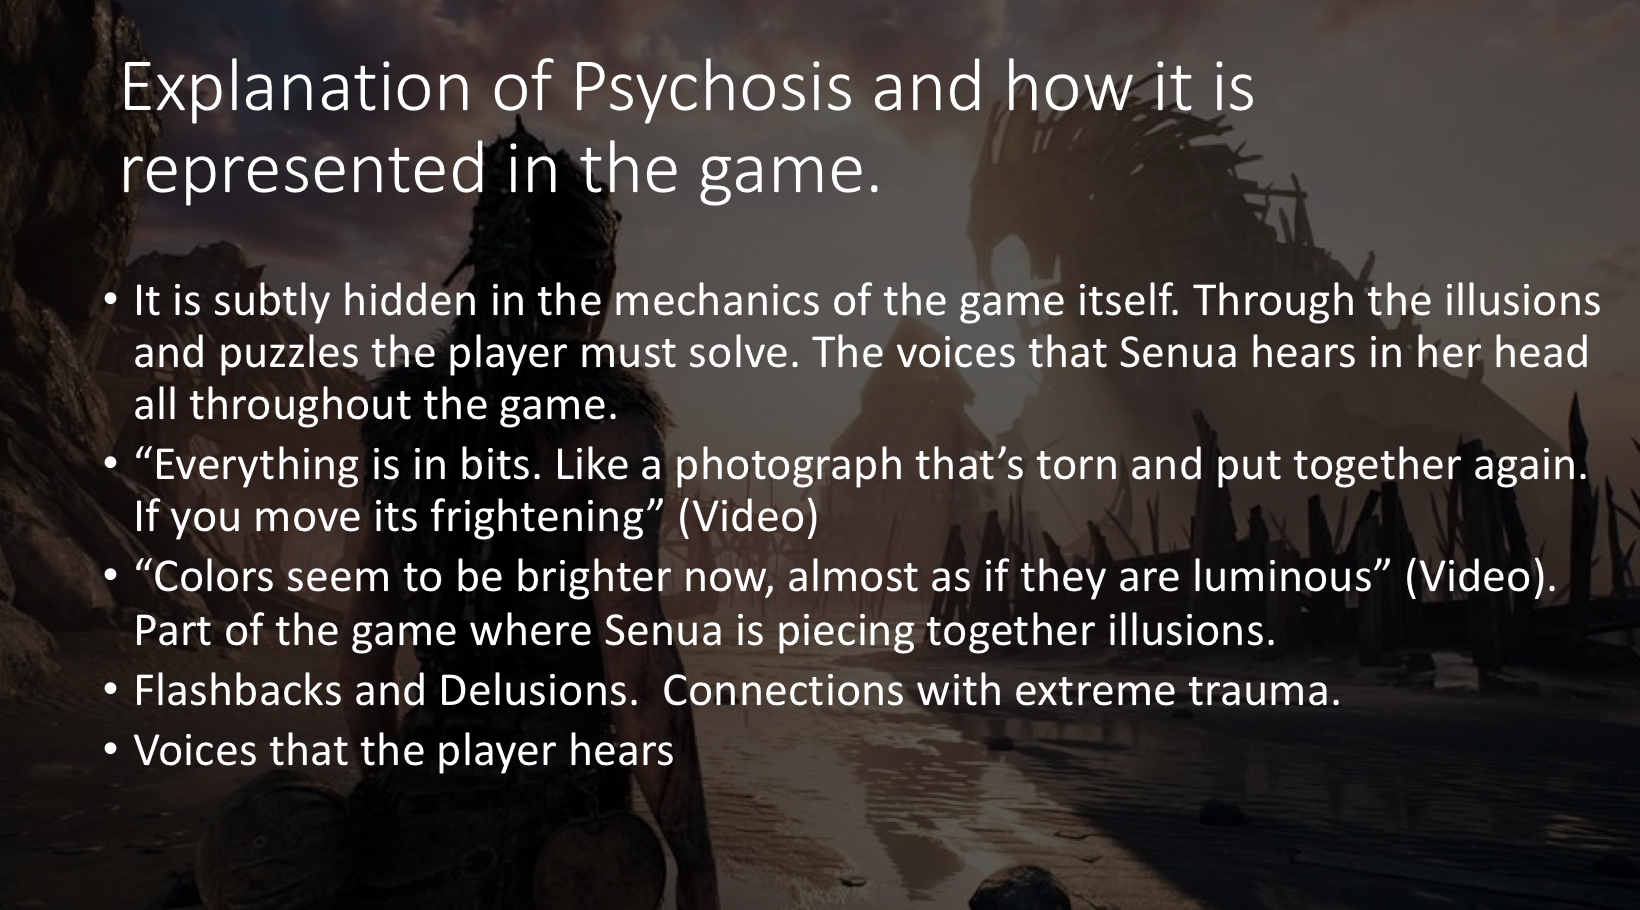 Explanation of Psychosis and how it is
represented in the game.
• It is subtly hidden in the mechanics of the game itself. Through the illusions
and puzzles the player must solve. The voices that Senua hears in her head
all throughout the game.
• “Everything is in bits. Like a photograph that’s torn and put together again.
If you move its frightening” (Video)
• “Colors seem to be brighter now, almost as if they are luminous” (Video).
Part of the game where Senua is piecing together illusions.
• Flashbacks and Delusions.  Connections with extreme trauma.
• Voices that the player hears